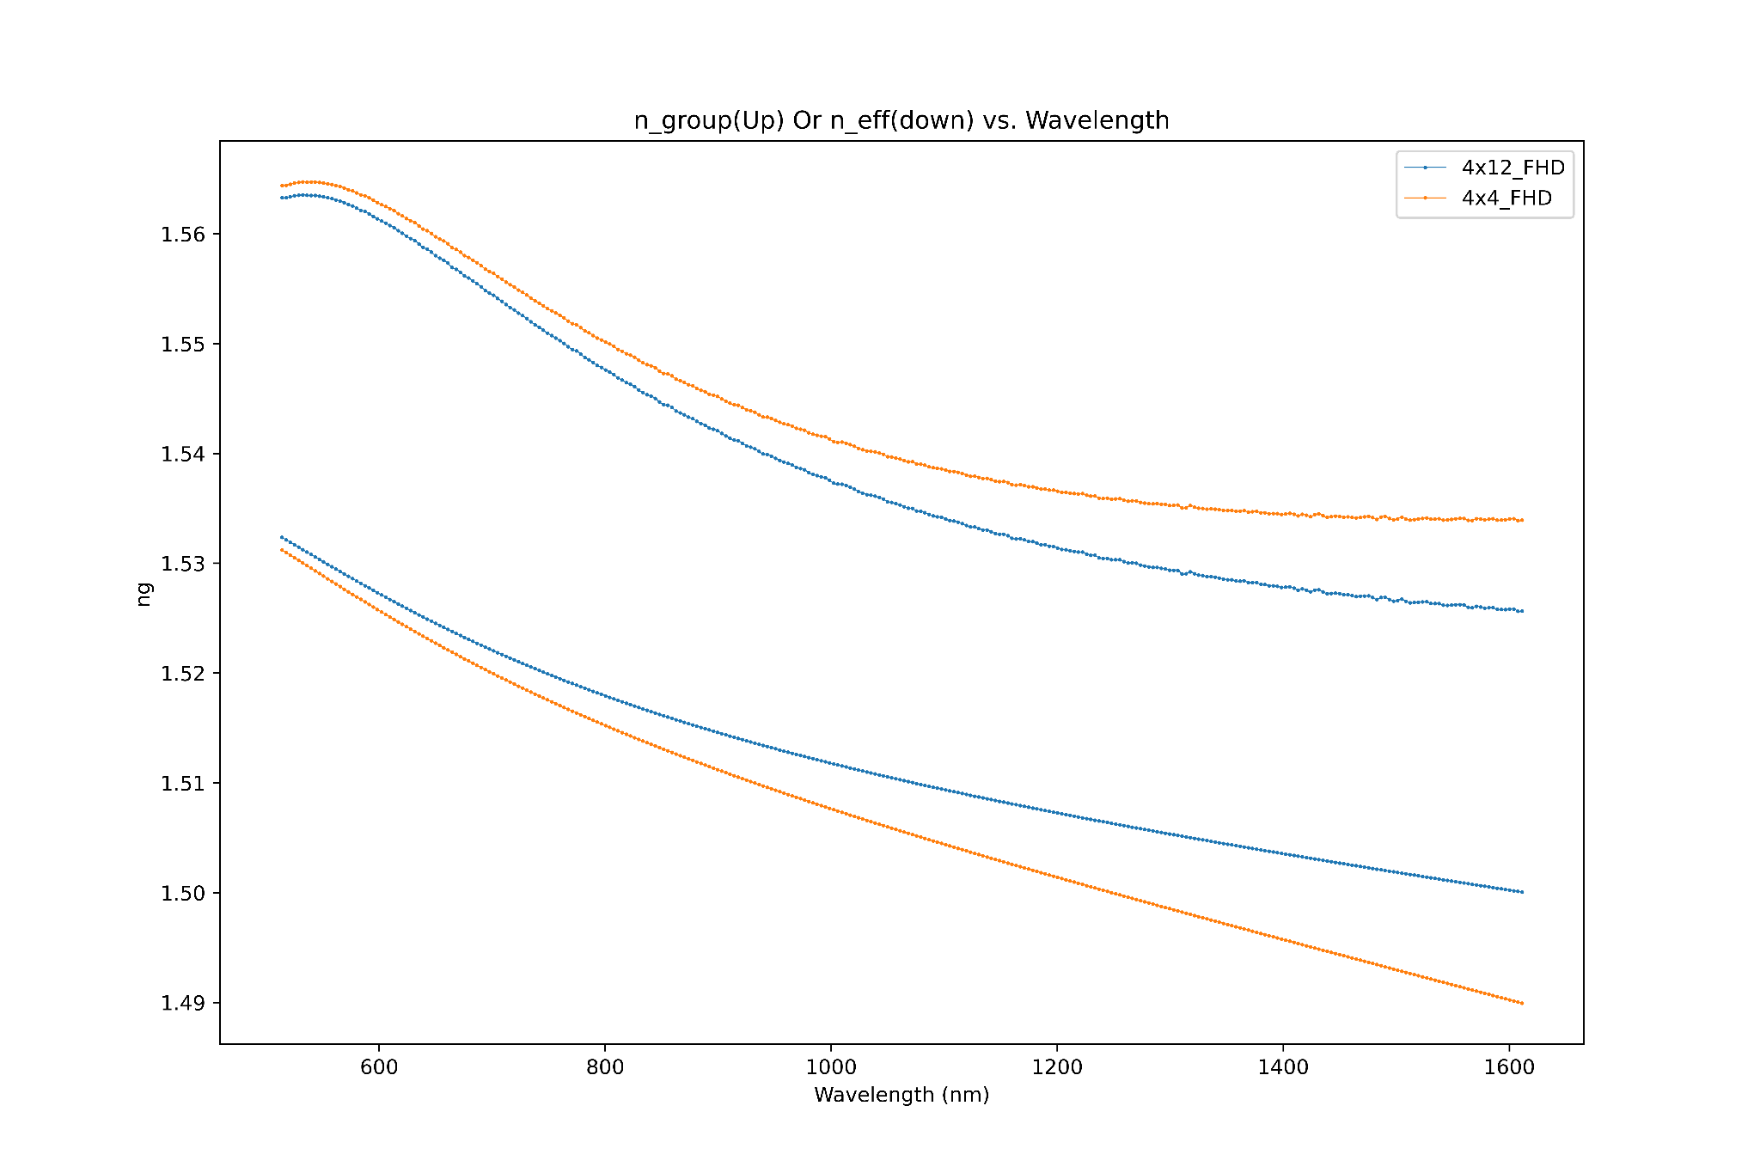 n_group(Up) Or n_eff(down) vs. Wavelength
4x12_FHD
4x4_FHD
1.56
1.55
1.54
1.53
1.52
1.51
1.50
1.49
ng
600 800 1000 1200 1400 1600
Wavelength (nm)